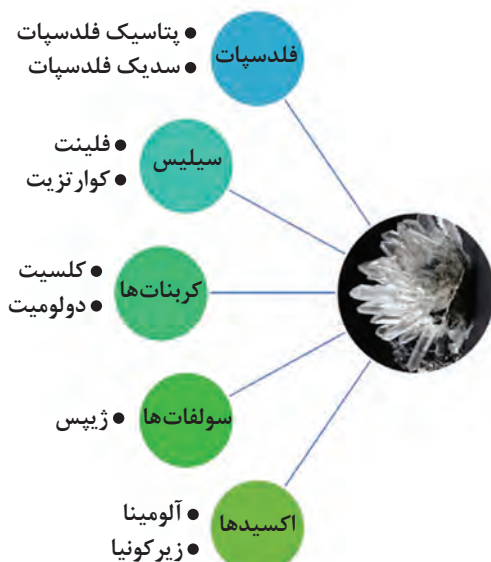 فلدسپات
• پتاسیک فلدسپات
• سدیک فلدسپات
سیلیس
• فلینت
• کوارتزیت
کربنات‌ها
• کلسیت
• دولومیت
سولفات‌ها
• ژیپس
اکسیدها
• آلومینا
• زیرکونیا